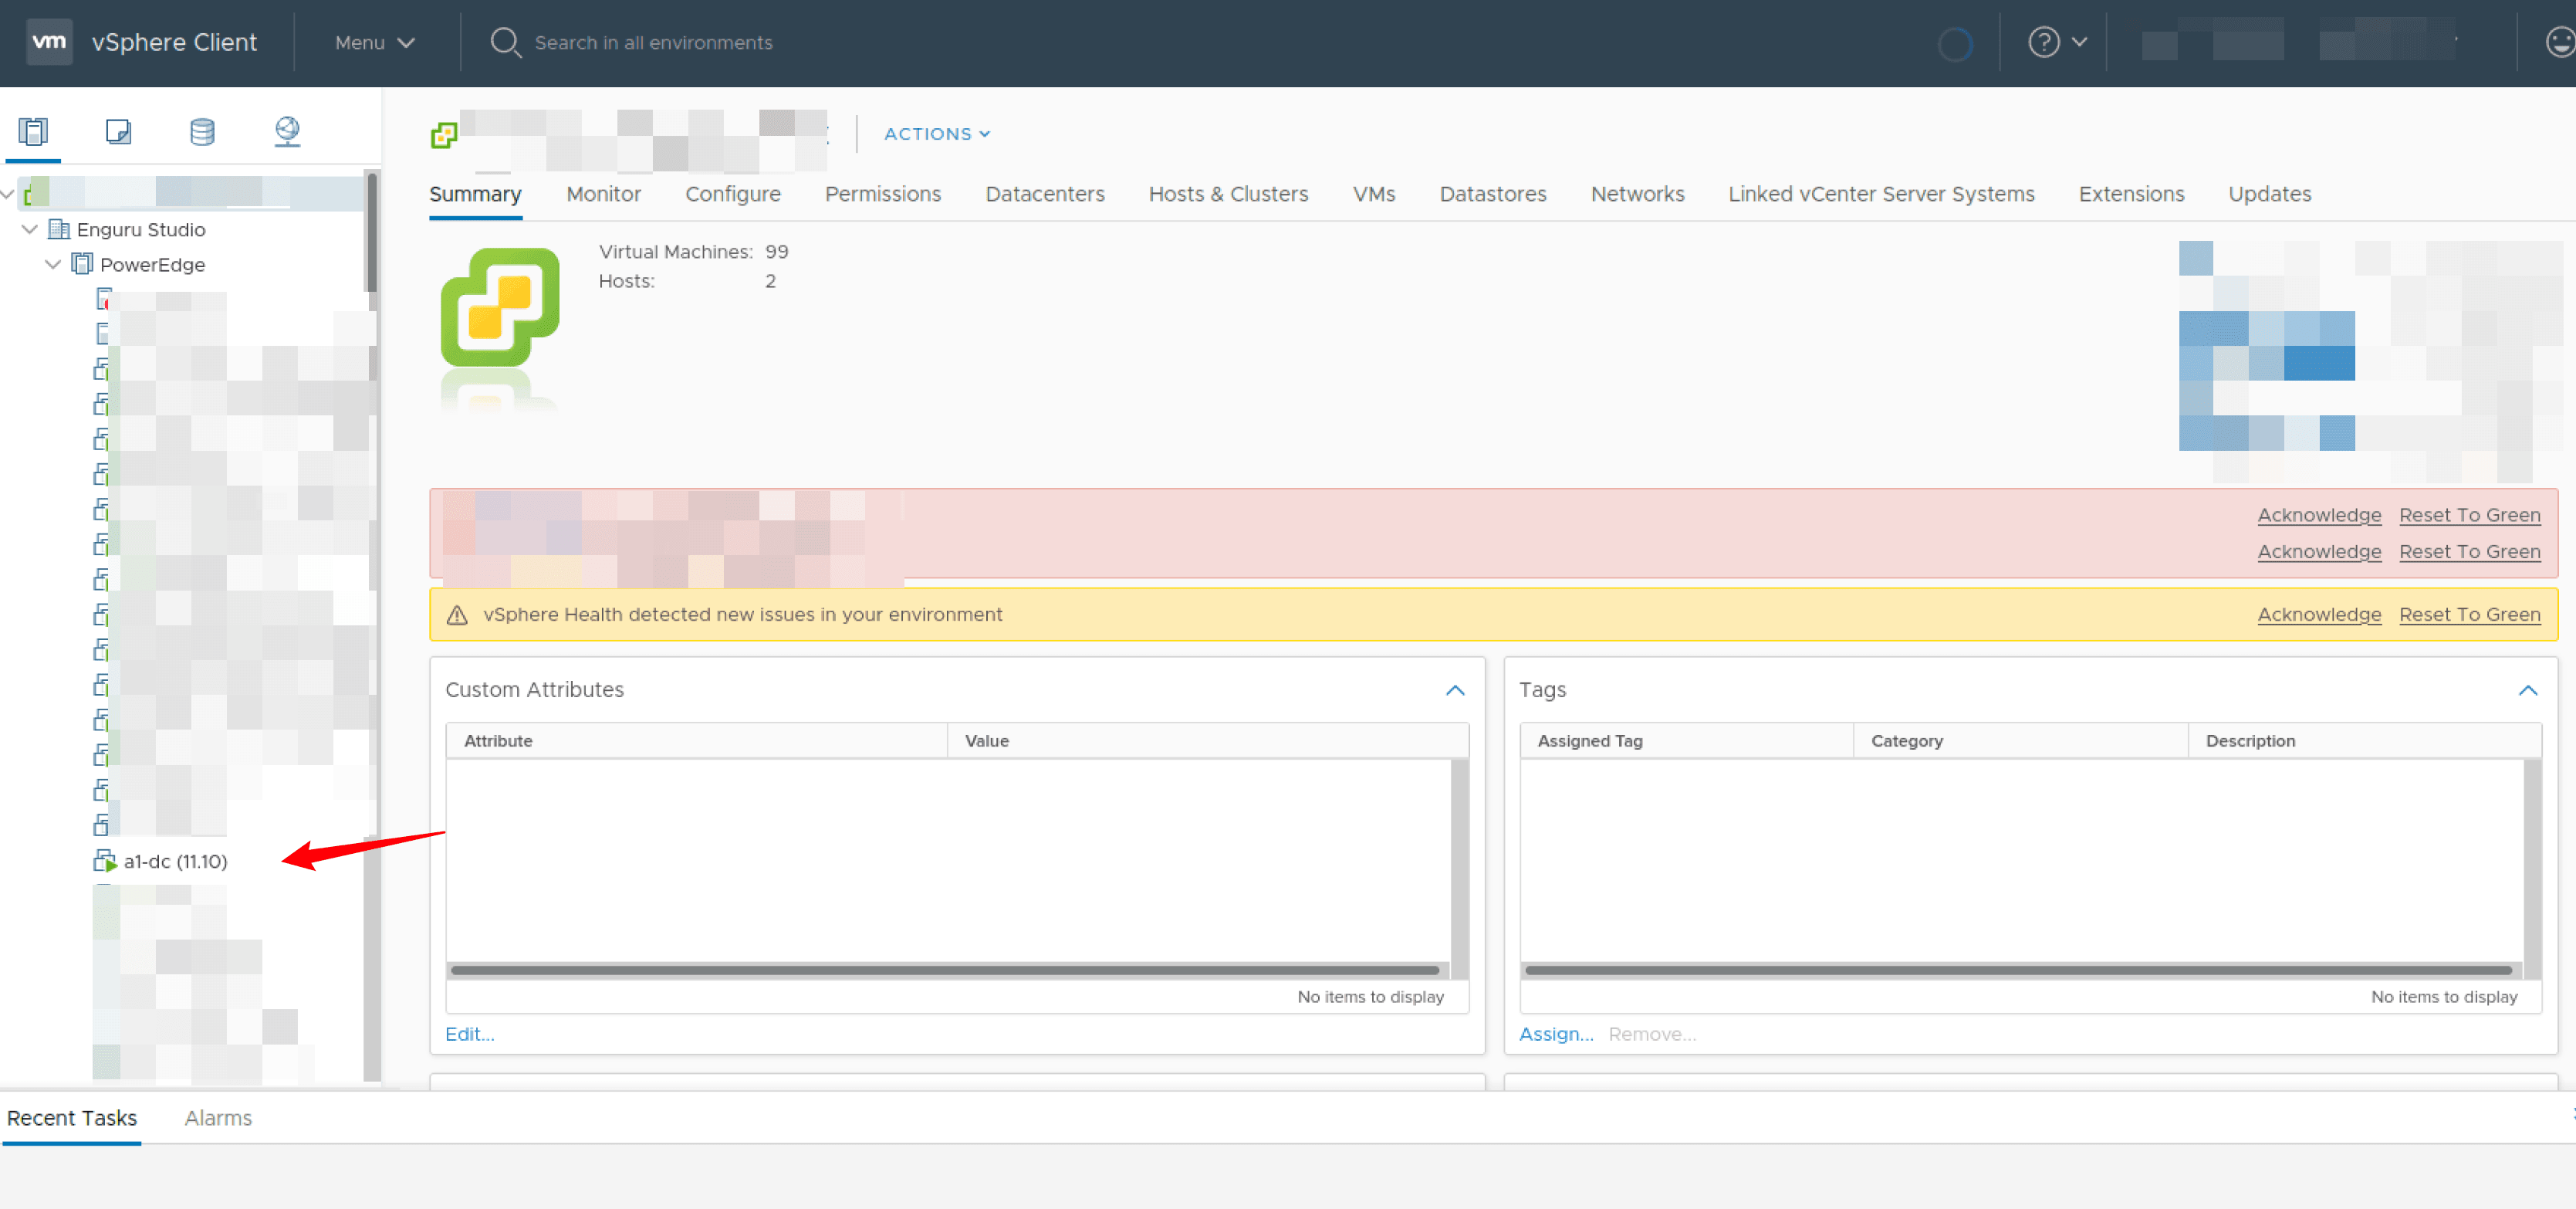 vm vSphere Client Menu Search in all environments
ACTIONS
Summary Monitor Configure Permissions Datacenters Hosts & Clusters VMs Datastores Networks Linked vCenter Server Systems Extensions Updates
Enguru Studio
PowerEdge
a1-dc (11.10)
Virtual Machines: 99
Hosts: 2
Acknowledge Reset To Green
Acknowledge Reset To Green
vSphere Health detected new issues in your environment Acknowledge Reset To Green
Custom Attributes
Attribute Value
No items to display
Edit...
Tags
Assigned Tag Category Description
No items to display
Assign... Remove...
Recent Tasks Alarms